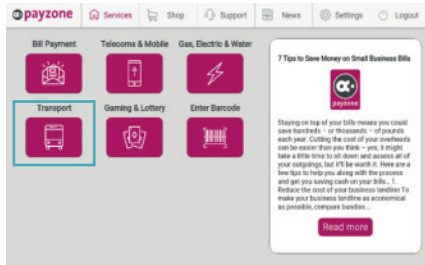 payzone Services Shop Support News Settings Logout
Bill Payment Telecoms & Mobile Gas, Electric & Water
Transport Gaming & Lottery Enter Barcode
7 Tips to Save Money on Small Business Bills
payzone
Staying on top of your bills means you could
save hundreds - or thousands - of pounds
each year. Cutting the cost of your overheads
can be easier than you think - yes, it might
take a little time to sit down and assess all of
your outgoings, but it'll be worth it. Here are a
few tips to help you along with the process
and get you saving cash on your bills... 1.
Reduce the cost of your business landline To
make your business landline as economical
as possible, compare bundles ...
Read more